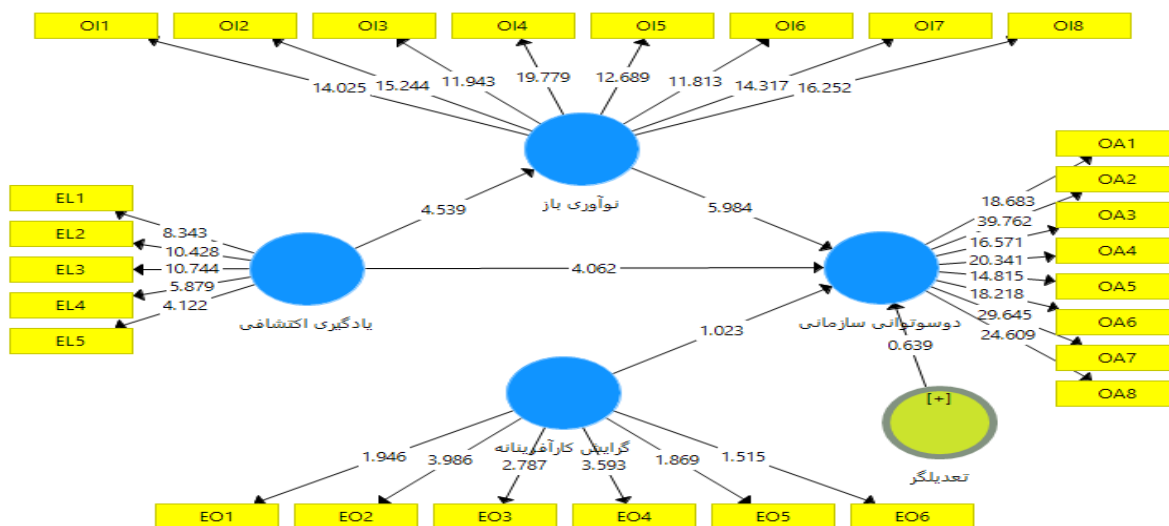 OI1 OI2 OI3 OI4 OI5 OI6 OI7 OI8
14.025 15.244 11.943 19.779 12.689 11.813 14.317 16.252
نوآوری باز
EL1
EL2
EL3
EL4
EL5
8.343
10.428
10.744
5.879
4.122
یادگیری اکتشافی
4.539
5.984
4.062
1.023
OA1
OA2
OA3
OA4
OA5
OA6
OA7
OA8
18.683
39.762
16.571
20.341
14.815
18.218
29.645
24.609
دوسوتوانی سازمانی
0.639
[+]
تعدیلگر
گرایش کارآفرینانه
1.946 3.986 2.787 3.593 1.869 1.515
EO1 EO2 EO3 EO4 EO5 EO6